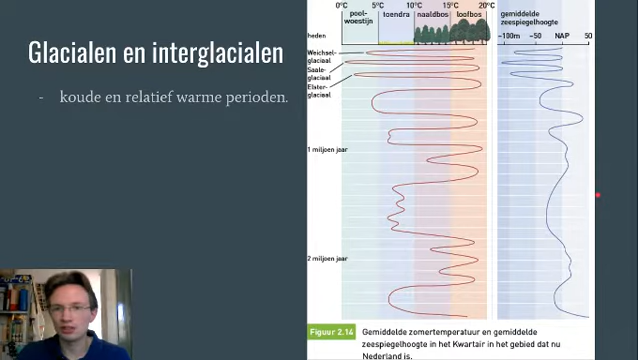 Glacialen en interglacialen
- koude en relatief warme perioden.
0°C 5°C 10°C 15°C 20°C
pool-
woestijn
toendra naaldbos loofbos
gemiddelde
zeespiegelhoogte
heden
−100m −50 NAP 50
Weichsel-
glaciaal
Saale-
glaciaal
Elster-
glaciaal
1 miljoen jaar
2 miljoen jaar
Figuur 2.14 Gemiddelde zomertemperatuur en gemiddelde
zeespiegelhoogte in het Kwartair in het gebied dat nu
Nederland is.